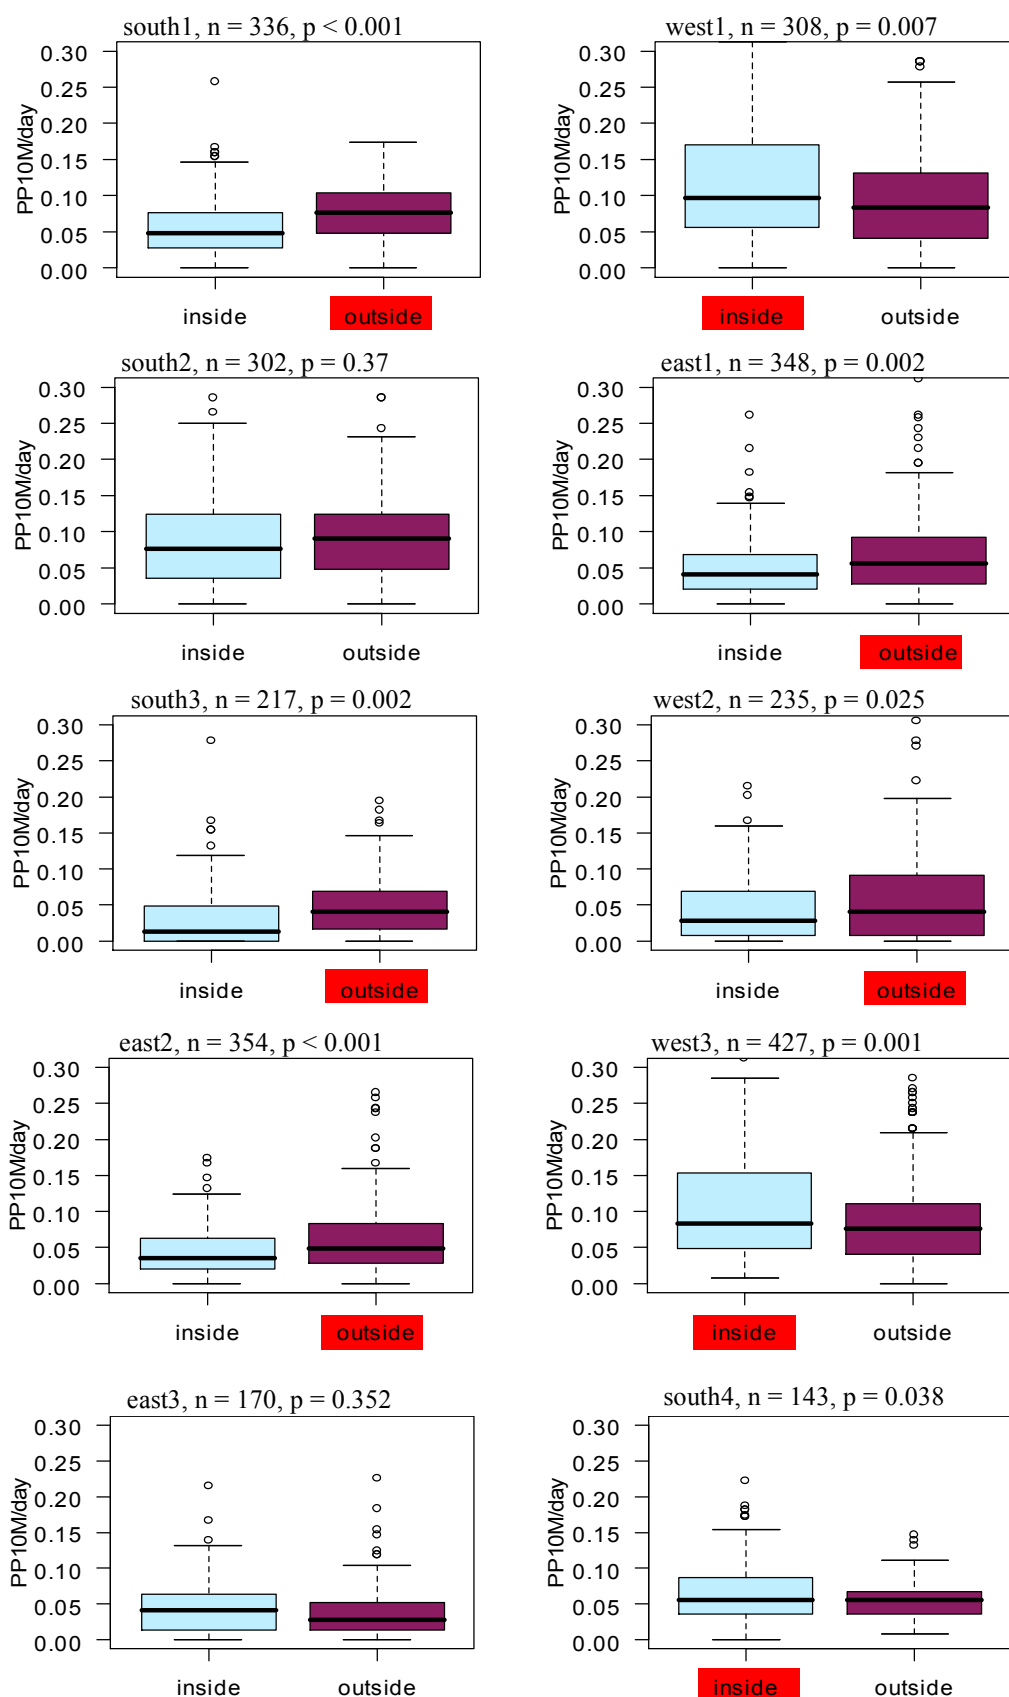 south1, n = 336, p < 0.001
PP10M/day
0.30
0.25
0.20
0.15
0.10
0.05
0.00
inside
outside
west1, n = 308, p = 0.007
PP10M/day
0.30
0.25
0.20
0.15
0.10
0.05
0.00
inside
outside
south2, n = 302, p = 0.37
PP10M/day
0.30
0.25
0.20
0.15
0.10
0.05
0.00
inside
outside
east1, n = 348, p = 0.002
PP10M/day
0.30
0.25
0.20
0.15
0.10
0.05
0.00
inside
outside
south3, n = 217, p = 0.002
PP10M/day
0.30
0.25
0.20
0.15
0.10
0.05
0.00
inside
outside
west2, n = 235, p = 0.025
PP10M/day
0.30
0.25
0.20
0.15
0.10
0.05
0.00
inside
outside
east2, n = 354, p < 0.001
PP10M/day
0.30
0.25
0.20
0.15
0.10
0.05
0.00
inside
outside
west3, n = 427, p = 0.001
PP10M/day
0.30
0.25
0.20
0.15
0.10
0.05
0.00
inside
outside
east3, n = 170, p = 0.352
PP10M/day
0.30
0.25
0.20
0.15
0.10
0.05
0.00
inside
outside
south4, n = 143, p = 0.038
PP10M/day
0.30
0.25
0.20
0.15
0.10
0.05
0.00
inside
outside